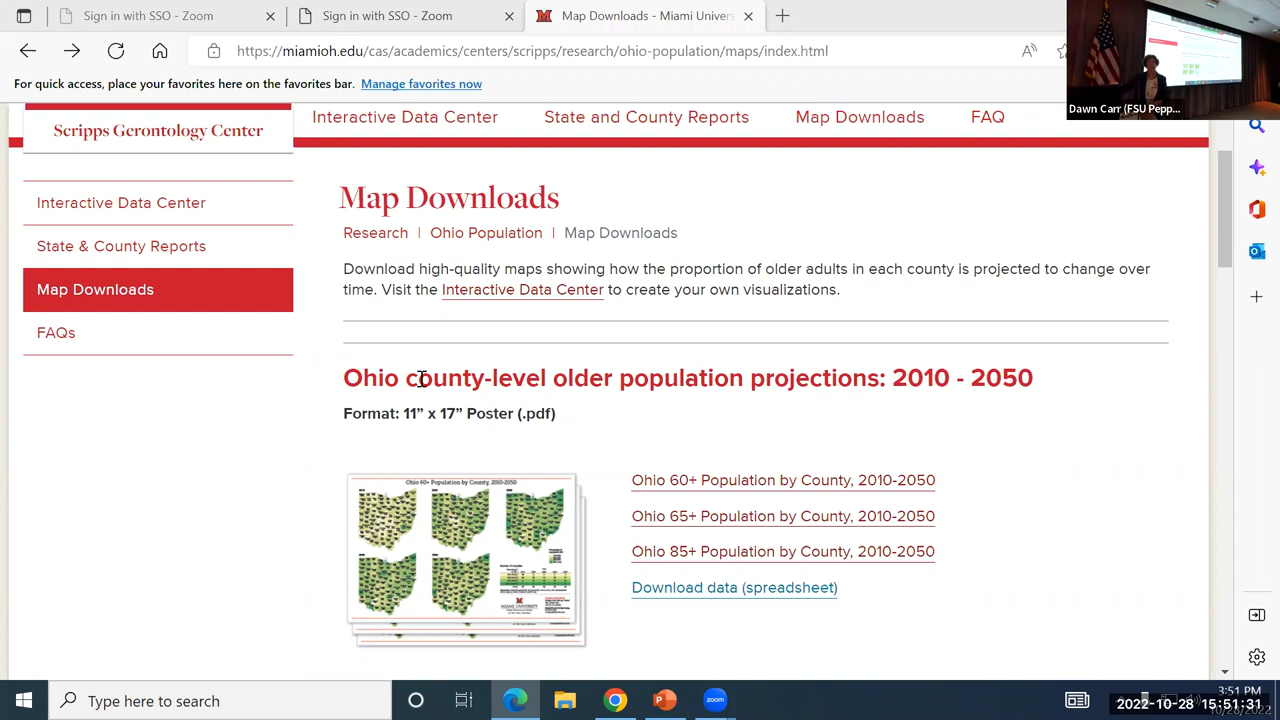 Sign in with SSO - Zoom
Sign in with SSO - Zoom
Map Downloads - Miami Univers
https://miamioh.edu/cas/academics/centers/scripps/research/ohio-population/maps/index.html
For quick access, place your favorites here on the favorites bar. Manage favorites now
Dawn Carr (FSU Pepp...
Scripps Gerontology Center
Interactive Data Center
State and County Reports
Map Downloads
FAQ
Interactive Data Center
State & County Reports
Map Downloads
FAQs
Map Downloads
Research | Ohio Population | Map Downloads
Download high-quality maps showing how the proportion of older adults in each county is projected to change over
time. Visit the Interactive Data Center to create your own visualizations.
Ohio county-level older population projections: 2010 - 2050
Format: 11” x 17” Poster (.pdf)
Ohio 60+ Population by County, 2010-2050
MIAMI UNIVERSITY
Ohio 60+ Population by County, 2010-2050
Ohio 65+ Population by County, 2010-2050
Ohio 85+ Population by County, 2010-2050
Download data (spreadsheet)
Type here to search
zoom
3:51 PM
2022-10-28 15:51:31
10/28/2022